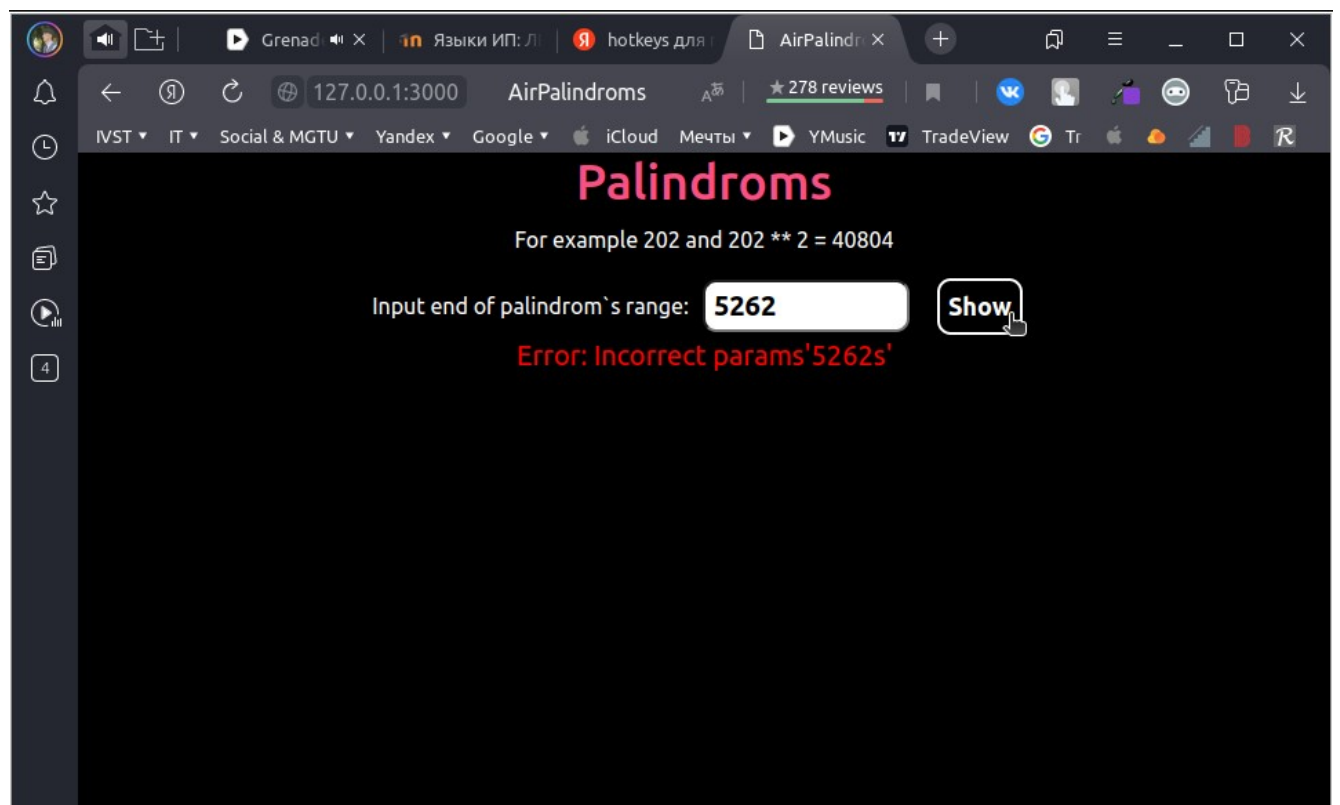 Grenad Языки ИП: Л hotkeys для AirPalindr
127.0.0.1:3000 AirPalindroms ★ 278 reviews
IVST ▾ IT ▾ Social & MGTU ▾ Yandex ▾ Google ▾ iCloud Мечты ▾ YMusic TradeView Tr
4
Palindroms
For example 202 and 202 ** 2 = 40804
Input end of palindrom`s range: 5262 Show
Error: Incorrect params'5262s'